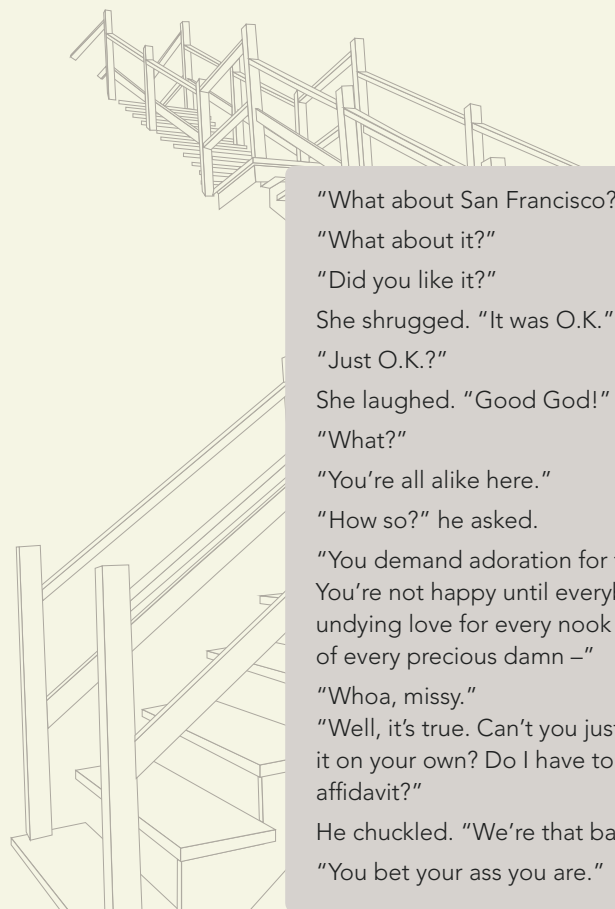 “What about San Francisco?
“What about it?”
“Did you like it?”
She shrugged. “It was O.K.”
“Just O.K.?”
She laughed. “Good God!”
“What?”
“You’re all alike here.”
“How so?” he asked.
“You demand adoration for
You’re not happy until
undying love for every nook
of every precious damn –”
“Whoa, missy.”
“Well, it’s true. Can’t you just
it on your own? Do I have to
affidavit?”
He chuckled. “We’re that
“You bet your ass you are.”